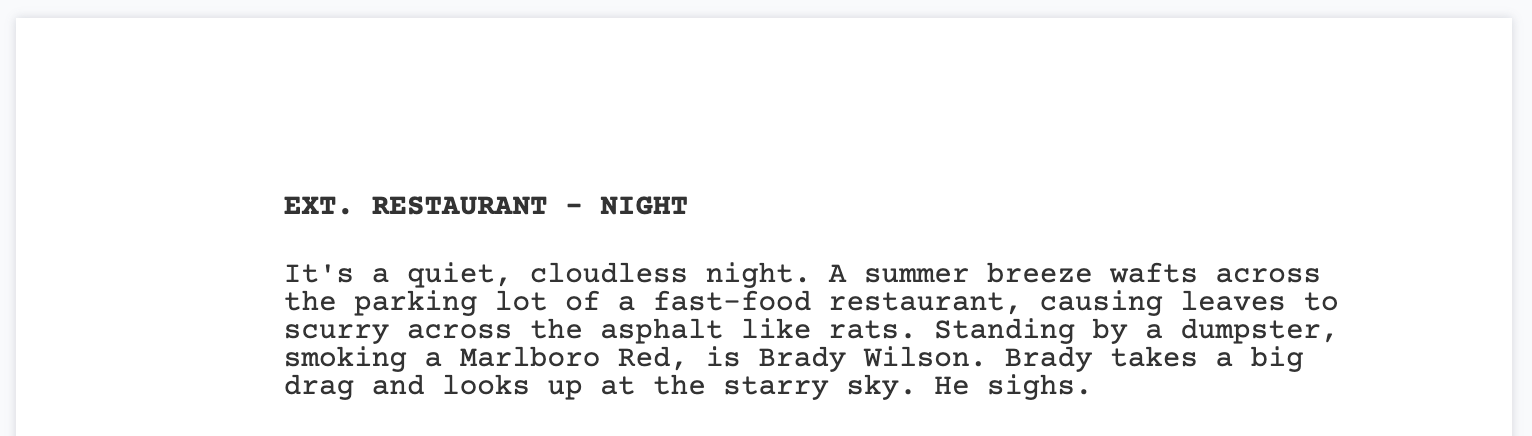 EXT. RESTAURANT - NIGHT
It's a quiet, cloudless night. A summer breeze wafts across
the parking lot of a fast-food restaurant, causing leaves to
scurry across the asphalt like rats. Standing by a dumpster,
smoking a Marlboro Red, is Brady Wilson. Brady takes a big
drag and looks up at the starry sky. He sighs.